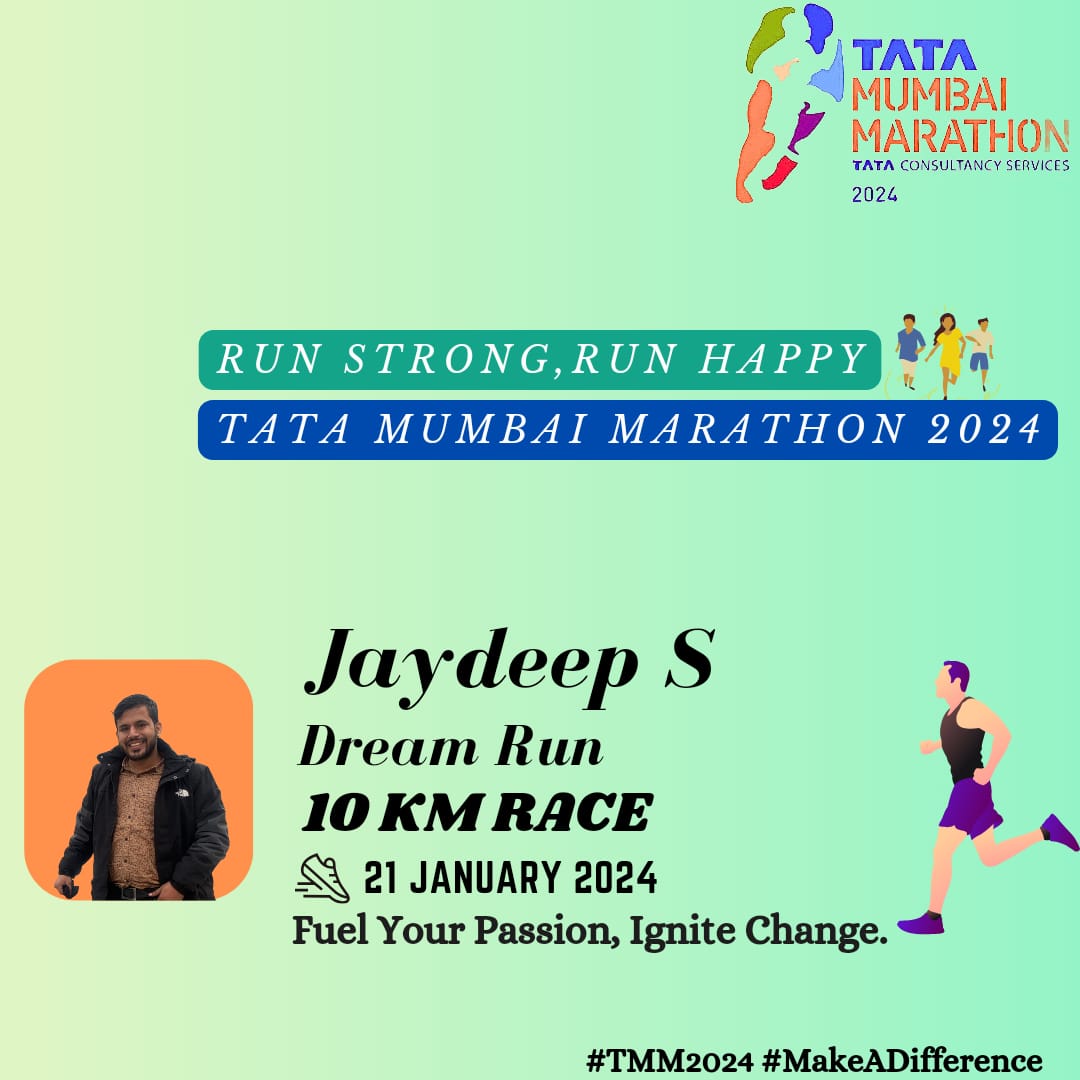 TATA
MUMBAI
MARATHON
TATA CONSULTANCY SERVICES
2024
RUN STRONG,RUN HAPPY
TATA MUMBAI MARATHON 2024
Jaydeep S
Dream Run
10 KM RACE
21 JANUARY 2024
Fuel Your Passion, Ignite Change.
#TMM2024 #MakeADifference